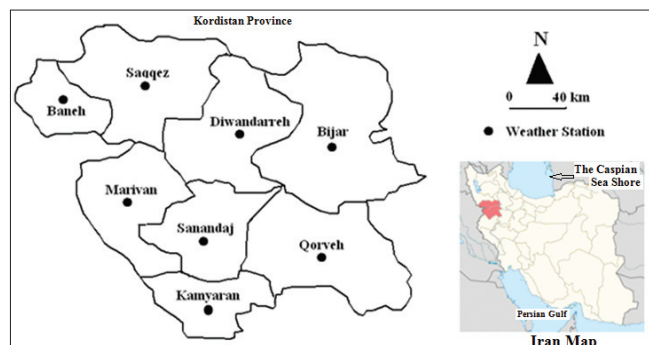 Kordistan Province
Saqqez
Baneh
Diwandarreh
Bijar
Marivan
Sanandaj
Qorveh
Kamyaran
N
0 40 km
Weather Station
The Caspian
Sea Shore
Persian Gulf
Iran Map